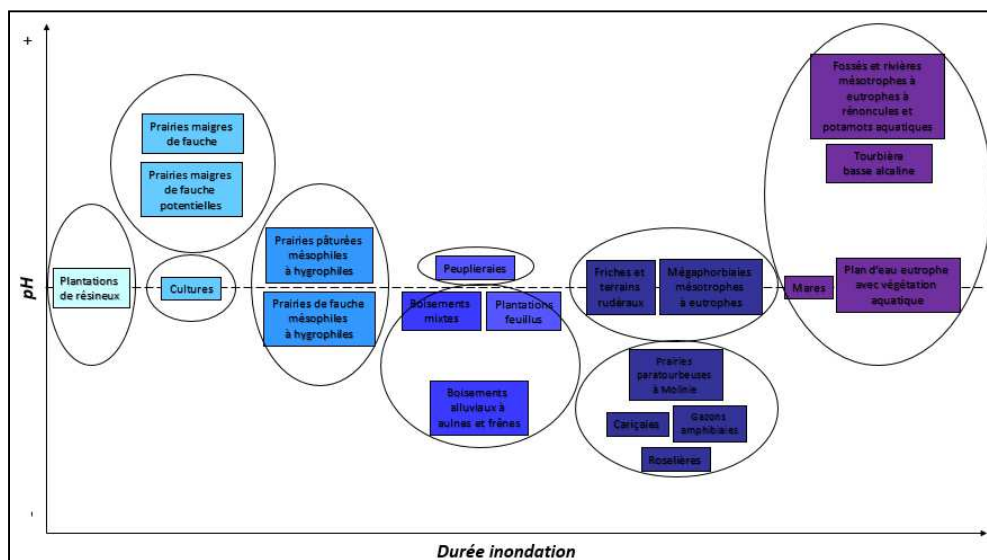 +
pH
-
Durée inondation
Plantations
de résineux
Prairies maigres
de fauche
Prairies maigres
de fauche
potentielles
Cultures
Prairies pâturées
mésophiles
à hygrophiles
Prairies de fauche
mésophiles
à hygrophiles
Peuplieraies
Boisements
mixtes
Plantations
feuillus
Boisements
alluviaux à
aulnes et frênes
Friches et
terrains
rudéraux
Mégaphorbiaies
mésotrophes
à eutrophes
Prairies
paratourbeuses
à Molinie
Cariçaies
Gazons
amphibiaies
Roselières
Fossés et rivières
mésotrophes à
eutrophes à
rénoncules et
potamots aquatiques
Tourbière
basse alcaline
Mares
Plan d'eau eutrophe
avec végétation
aquatique